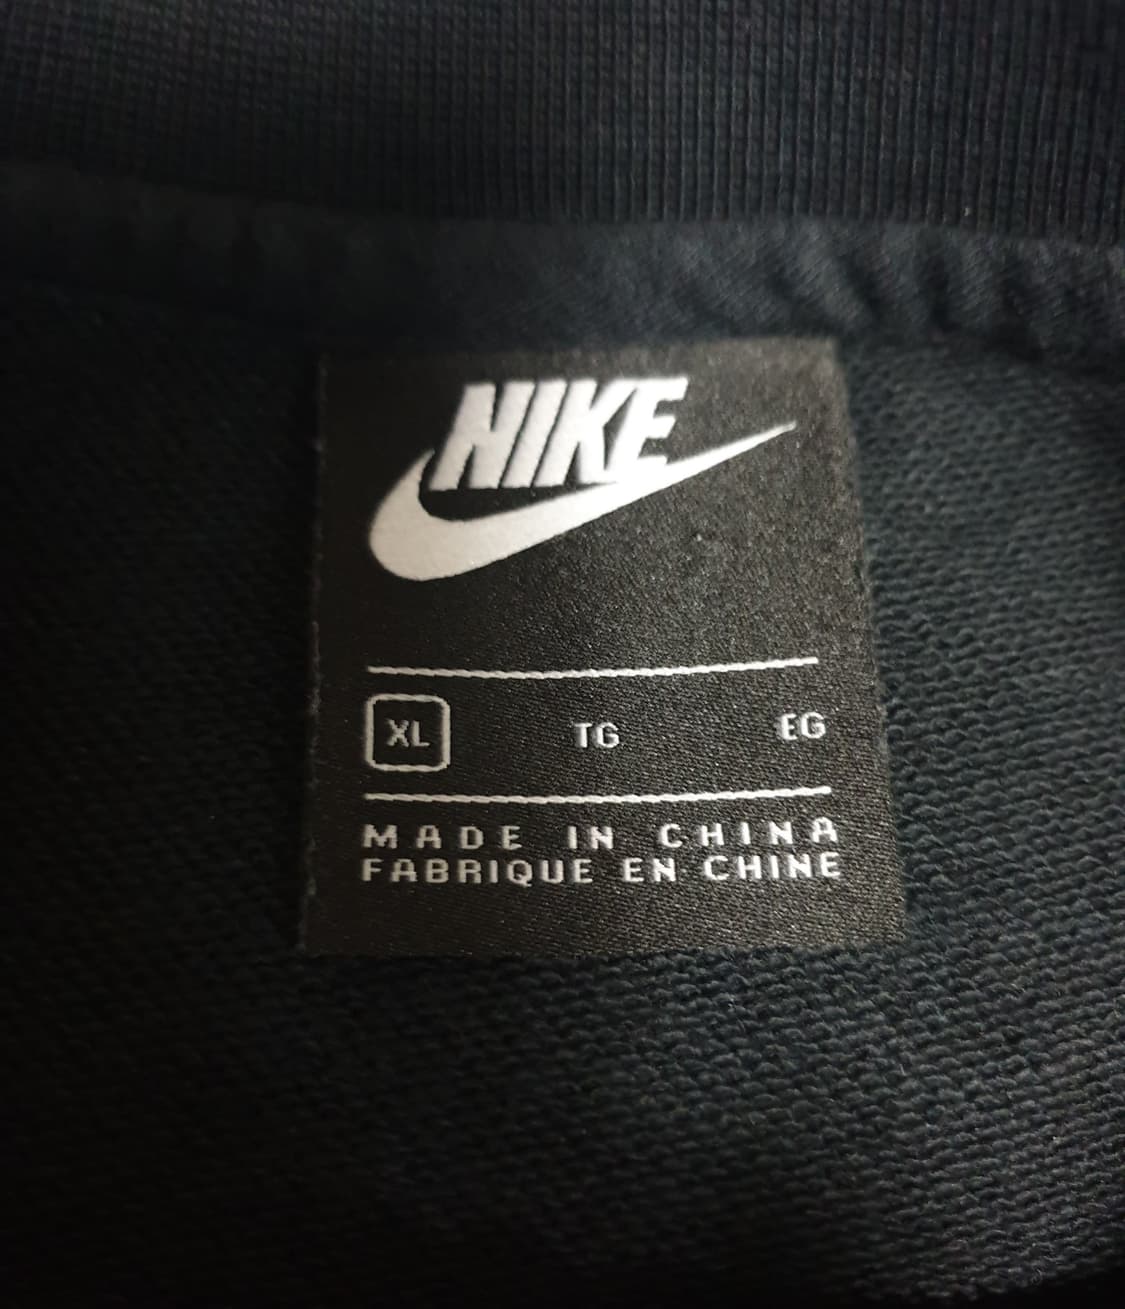 NIKE
XL TG EG
MADE IN CHINA
FABRIQUE EN CHINE